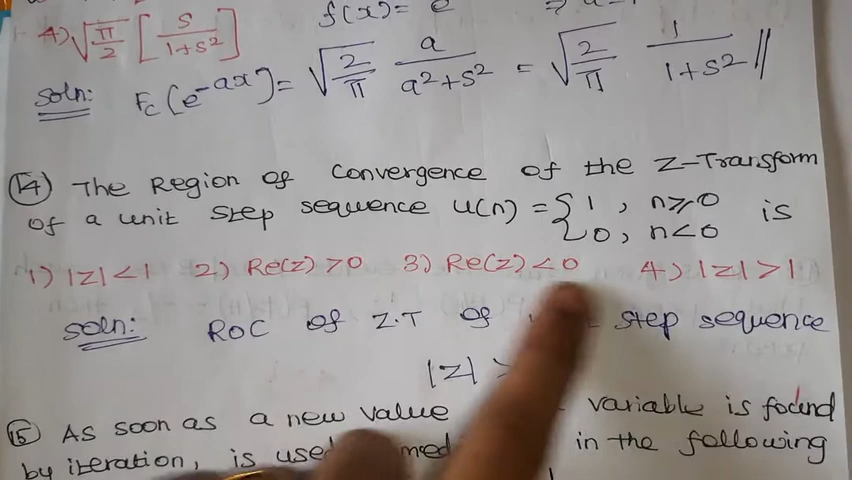 f(x) = e
4) √π/2 [s/1+s²]
Soln: Fc(e^-ax) = √2/π a/a²+s² = √2/π 1/1+s² //
(14) The Region of convergence of the Z-Transform
of a unit step sequence u(n) = { 1, n≥0 is
0, n<0
1) |z|<1 2) Re(z)>0 3) Re(z)<0 4) |z|>1
Soln: ROC of Z.T of step sequence
|z| >
(15) As soon as a new value variable is found
by iteration, is used in the following